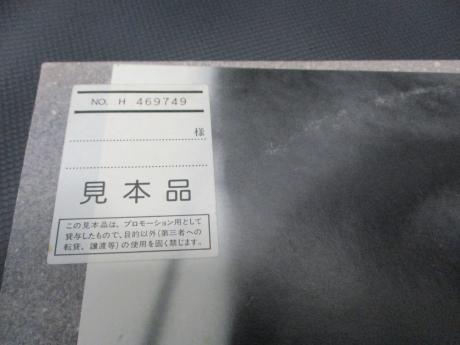 NO. H 469749
様
見本品
この見本品は、プロモーション用として
貸与したもので、目的以外(第三者への
転貸、譲渡等)の使用を固く禁じます。